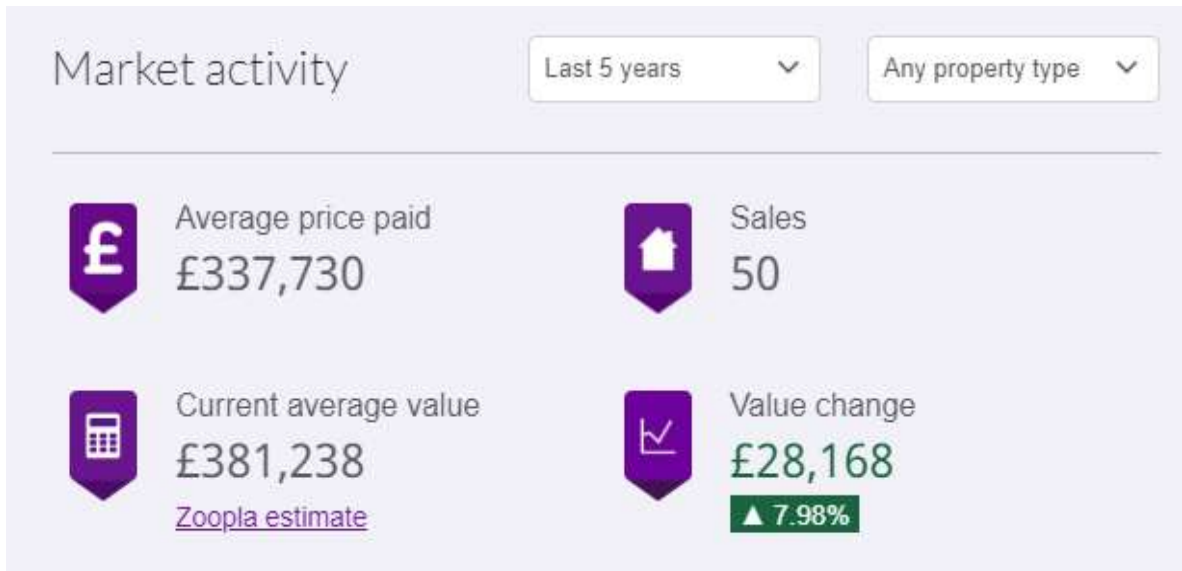 Market activity
Last 5 years
Any property type
£
Average price paid
£337,730
Sales
50
Current average value
£381,238
Zoopla estimate
Value change
£28,168
▲ 7.98%